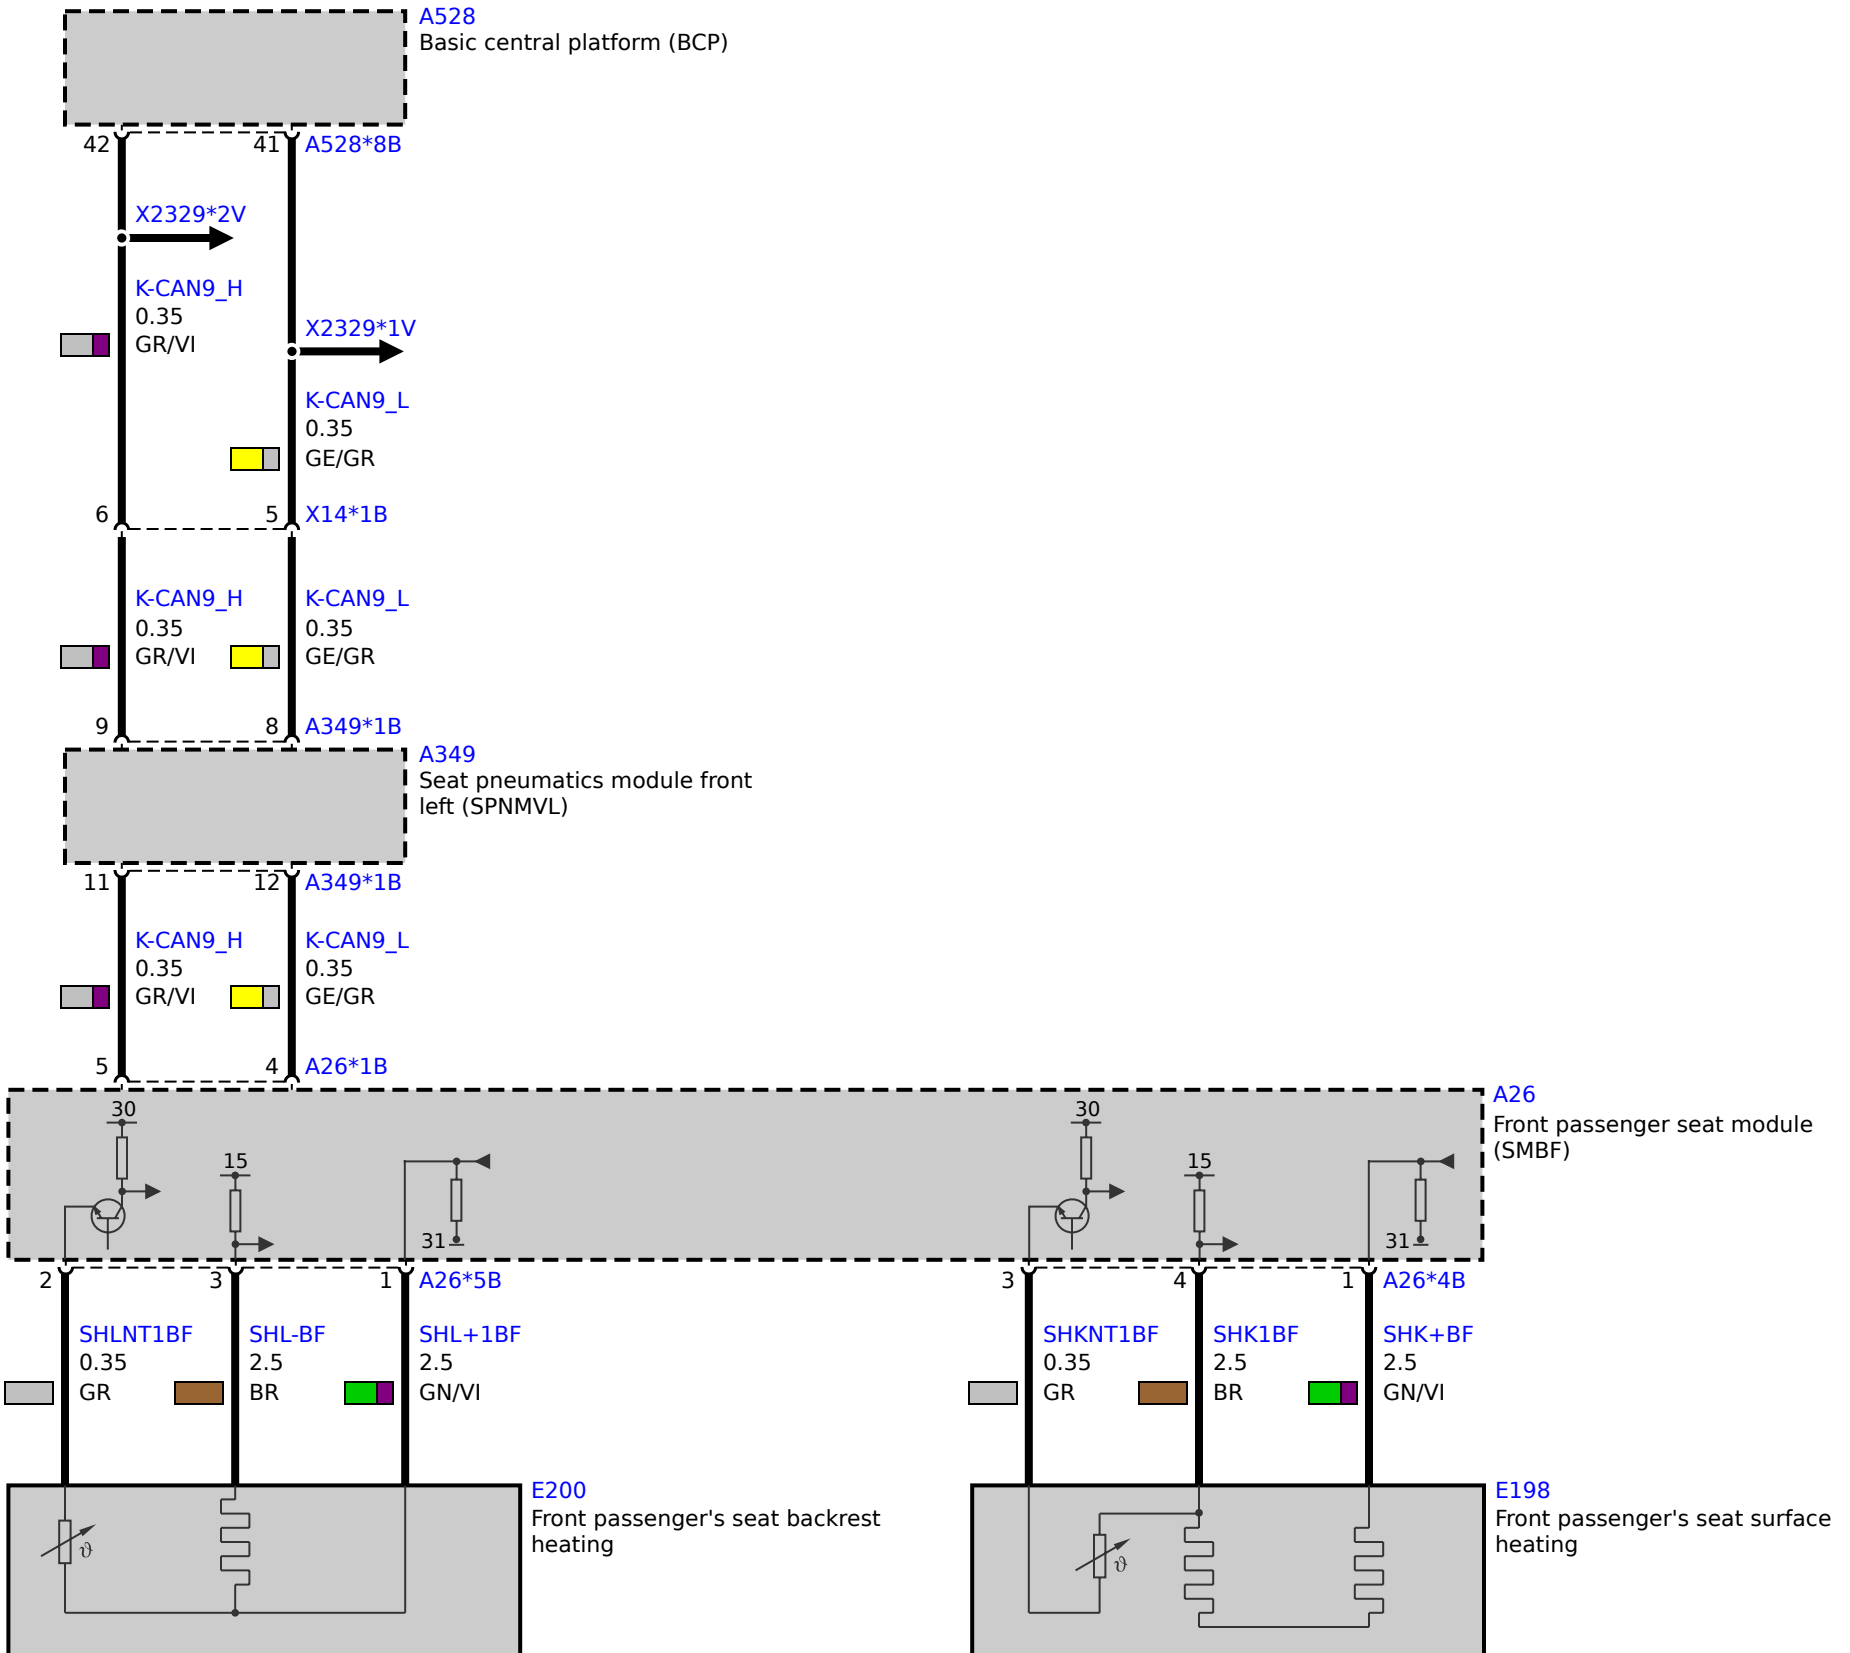 A528
Basic central platform (BCP)
42
41
A528*8B
X2329*2V
K-CAN9_H
0.35
GR/VI
X2329*1V
K-CAN9_L
0.35
GE/GR
6
5
X14*1B
K-CAN9_H
K-CAN9_L
0.35
0.35
GR/VI
GE/GR
9
8
A349*1B
A349
Seat pneumatics module front
left (SPNMVL)
11
12
A349*1B
K-CAN9_H
K-CAN9_L
0.35
0.35
GR/VI
GE/GR
5
4
A26*1B
A26
Front passenger seat module
(SMBF)
30
15
31
30
15
31
2
3
1
A26*5B
3
4
1
A26*4B
SHLNT1BF
SHL-BF
SHL+1BF
SHKNT1BF
SHK1BF
SHK+BF
0.35
2.5
2.5
0.35
2.5
2.5
GR
BR
GN/VI
GR
BR
GN/VI
E200
Front passenger's seat backrest
heating
E198
Front passenger's seat surface
heating
ϑ
ϑ